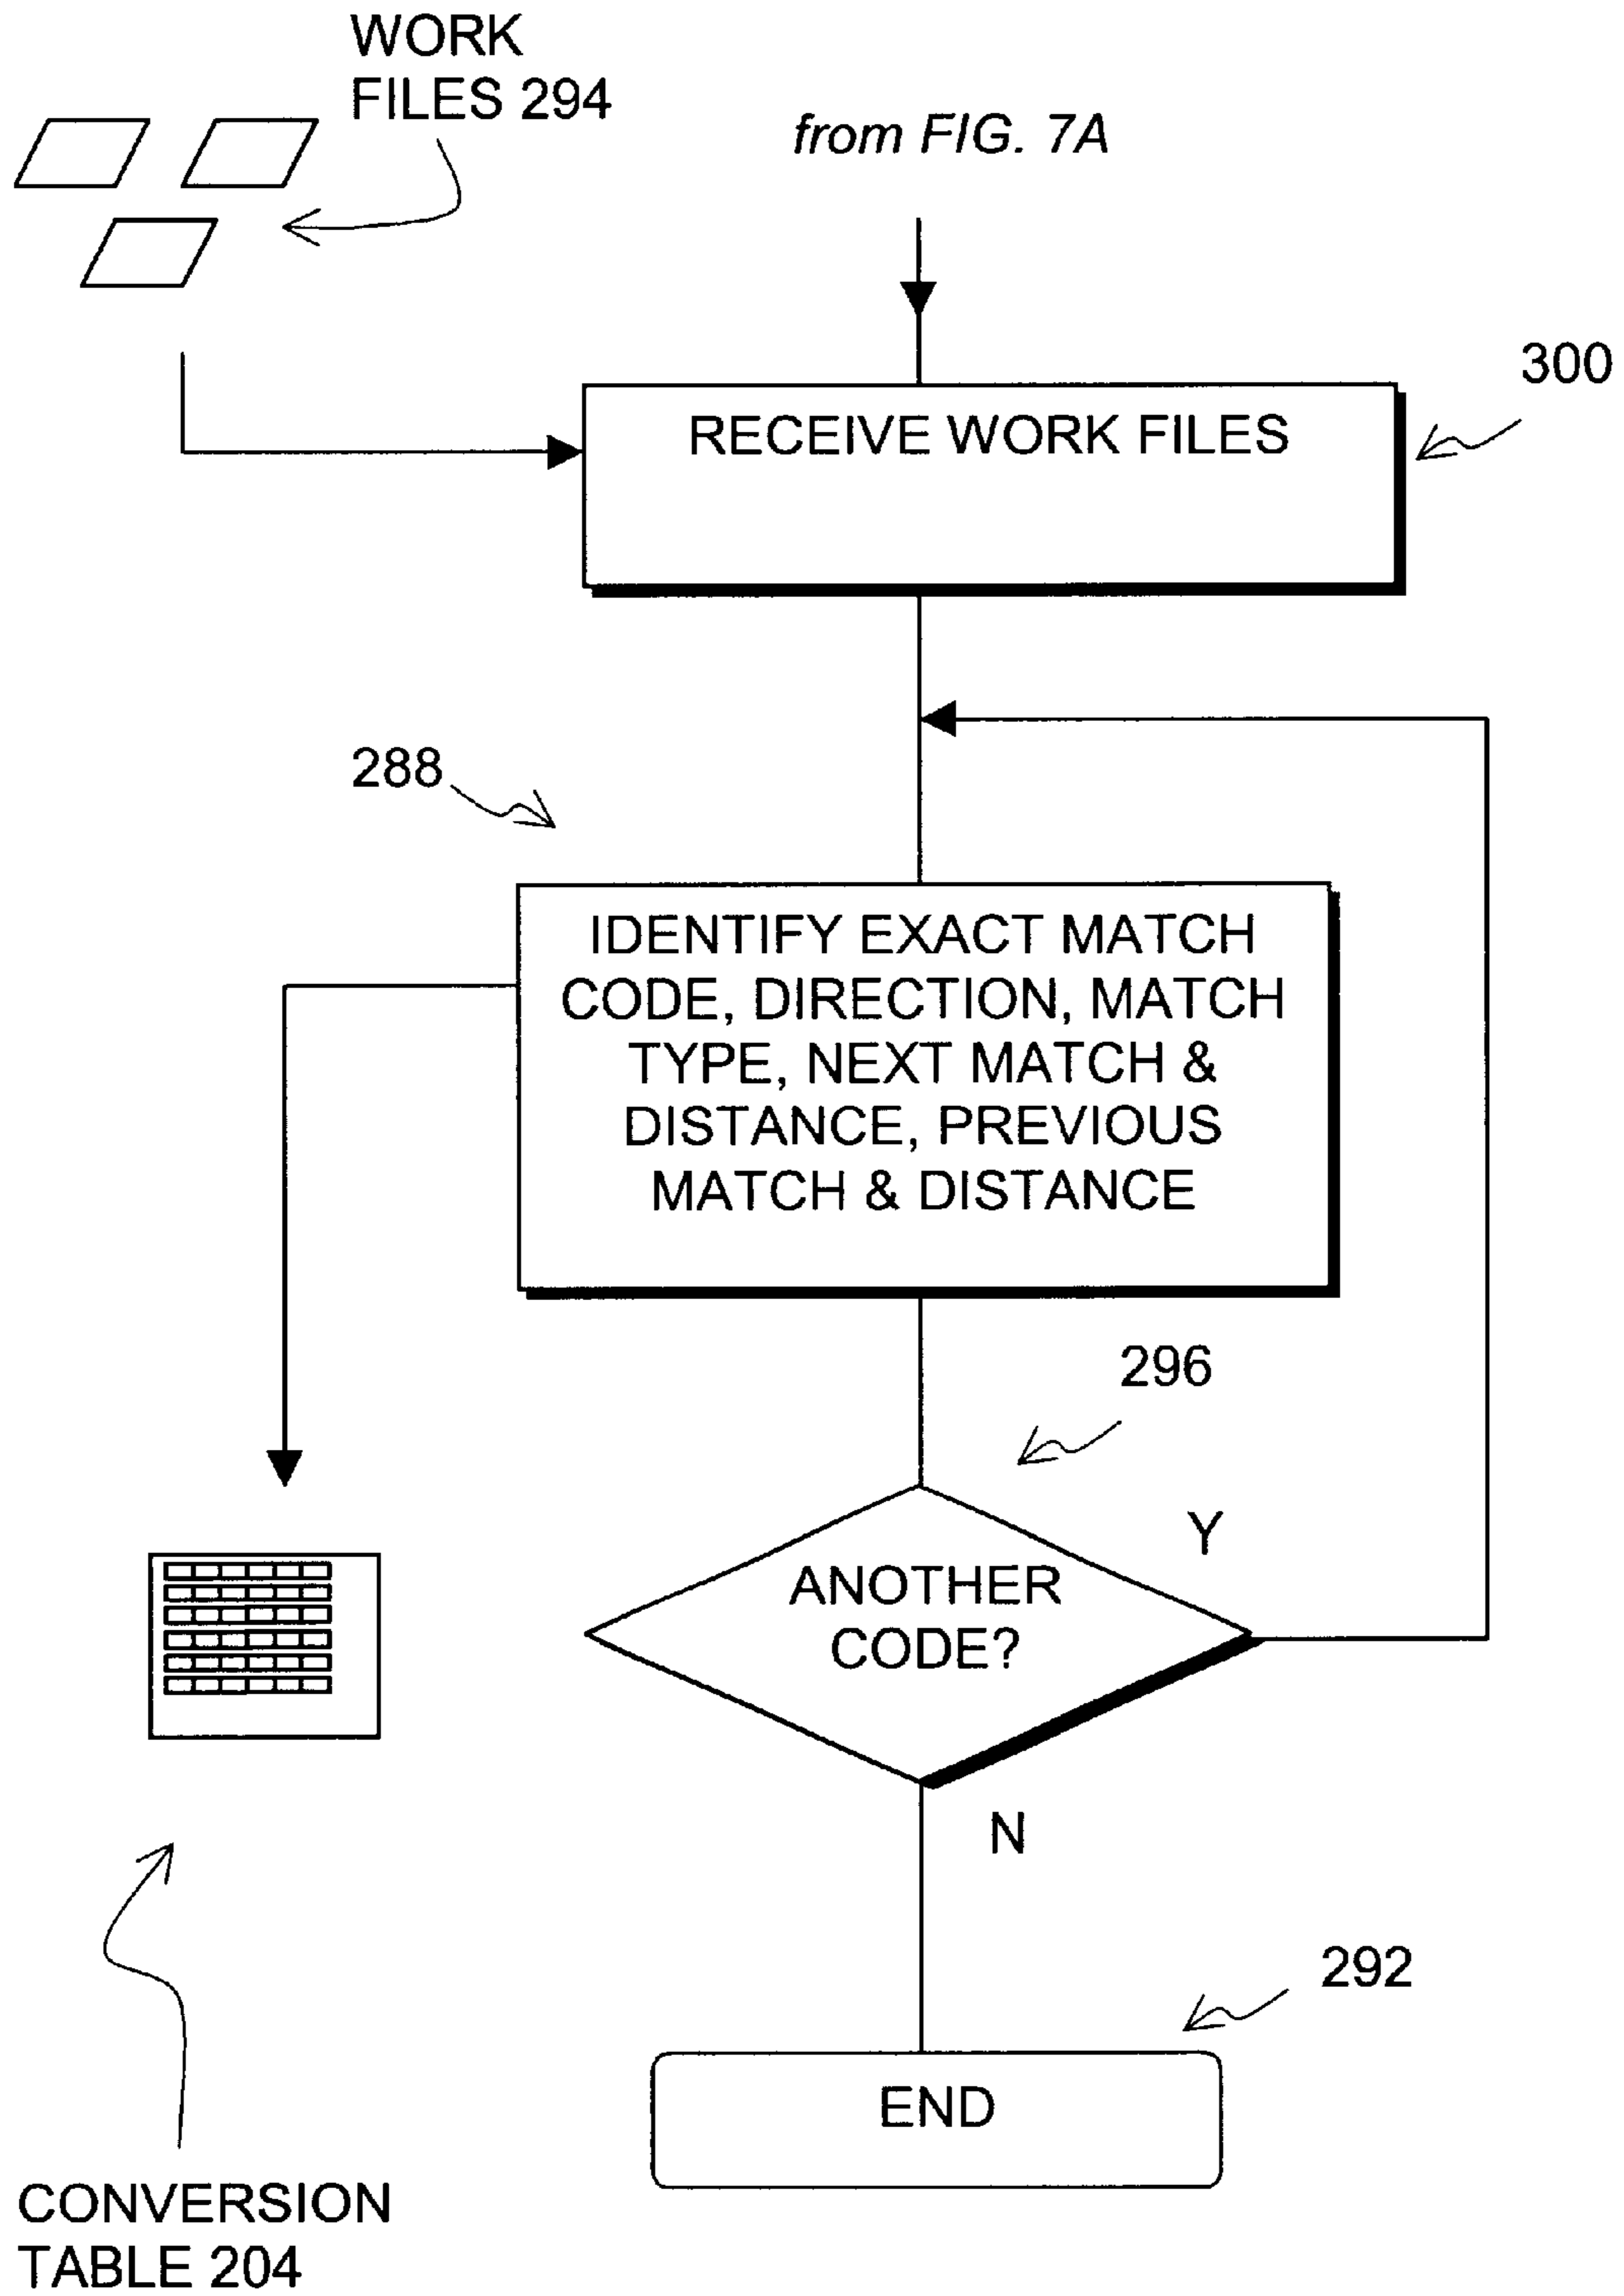 WORK
FILES 294
from FIG. 7A
300
RECEIVE WORK FILES
288
IDENTIFY EXACT MATCH
CODE, DIRECTION, MATCH
TYPE, NEXT MATCH &
DISTANCE, PREVIOUS
MATCH & DISTANCE
296
Y
ANOTHER
CODE?
N
292
END
CONVERSION
TABLE 204